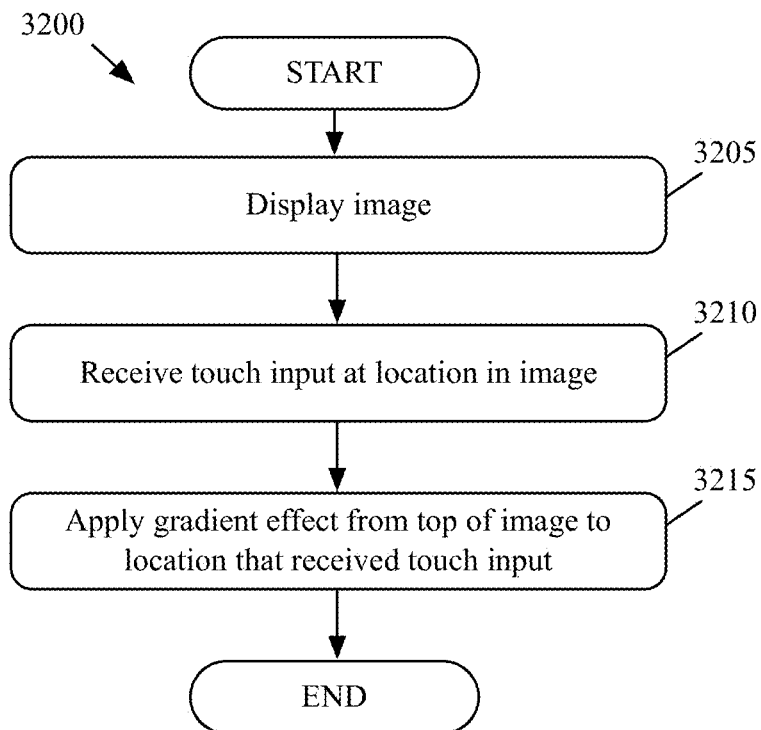 3200
START
3205
Display image
3210
Receive touch input at location in image
3215
Apply gradient effect from top of image to
location that received touch input
END